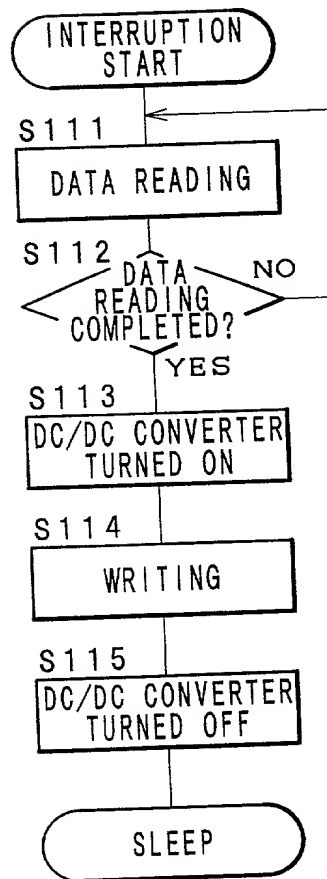 INTERRUPTION
START
S111
DATA READING
S112
DATA
READING
COMPLETED?
NO
YES
S113
DC/DC CONVERTER
TURNED ON
S114
WRITING
S115
DC/DC CONVERTER
TURNED OFF
SLEEP